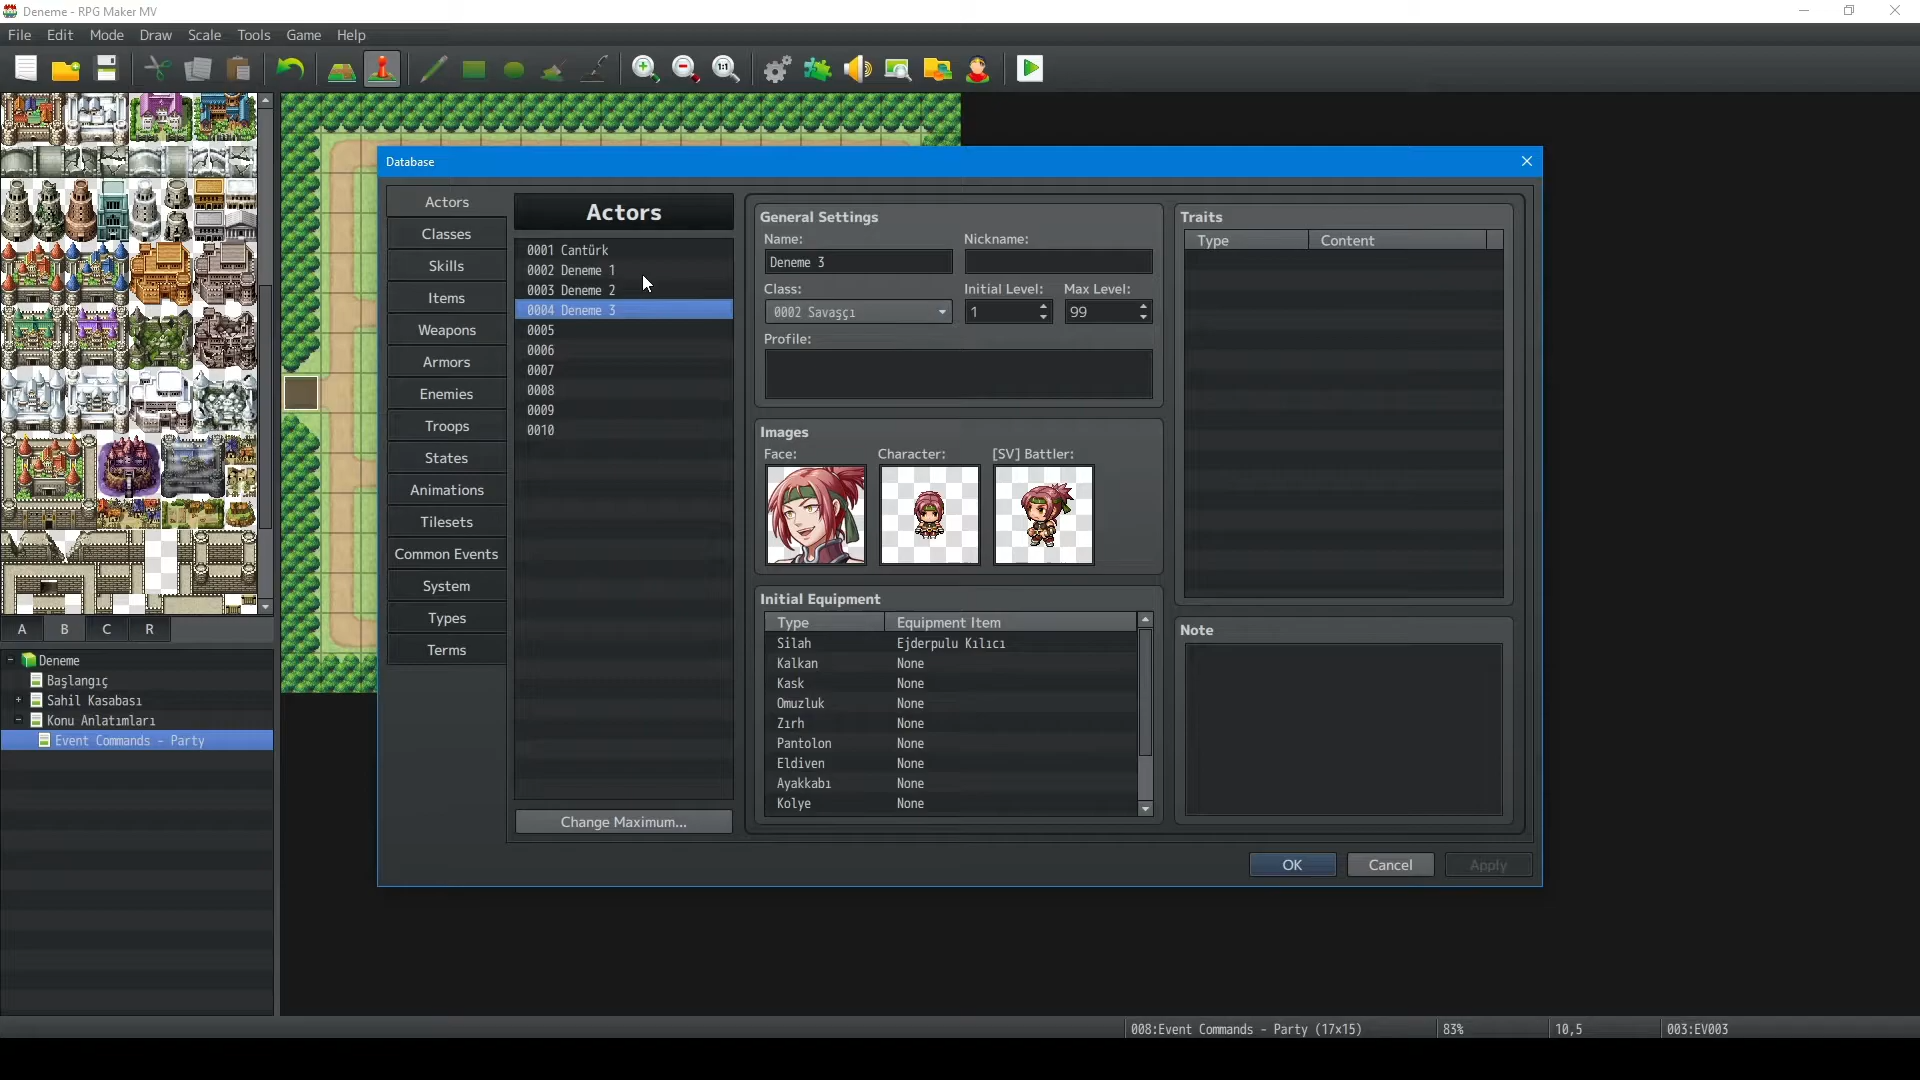 Deneme - RPG Maker MV
File Edit Mode Draw Scale Tools Game Help
1:1
Database
Actors
Classes
Skills
Items
Weapons
Armors
Enemies
Troops
States
Animations
Tilesets
Common Events
System
Types
Terms
Actors
0001 Cantürk
0002 Deneme 1
0003 Deneme 2
0004 Deneme 3
0005
0006
0007
0008
0009
0010
Change Maximum...
General Settings
Name: Nickname:
Deneme 3
Class: Initial Level: Max Level:
0002 Savaşçı 1 99
Profile:
Images
Face: Character: [SV] Battler:
Initial Equipment
Type Equipment Item
Silah Ejderpulu Kılıcı
Kalkan None
Kask None
Omuzluk None
Zırh None
Pantolon None
Eldiven None
Ayakkabı None
Kolye None
Traits
Type Content
Note
OK Cancel Apply
A B C R
Deneme
Başlangıç
Sahil Kasabası
Konu Anlatımları
Event Commands - Party
008:Event Commands - Party (17x15) 83% 10,5 003:EV003